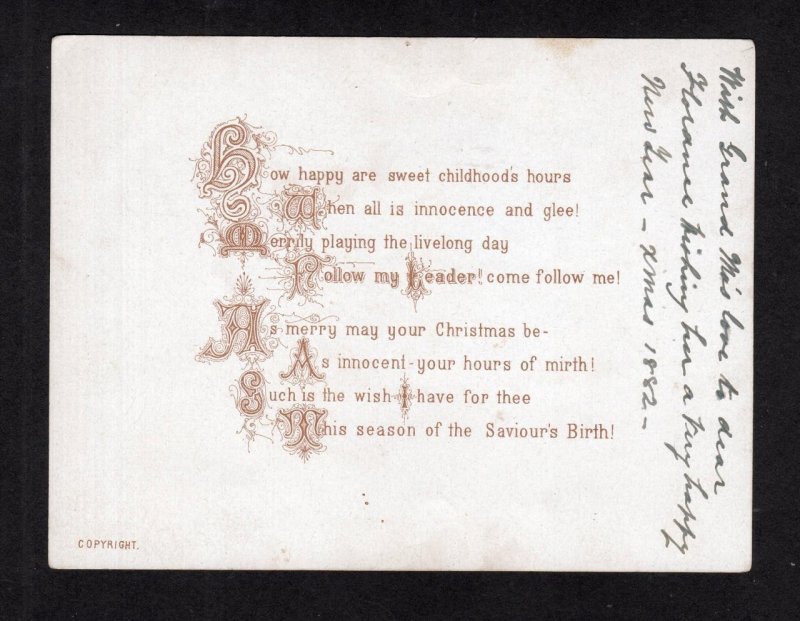 How happy are sweet childhood's hours
When all is innocence and glee!
Merrily playing the livelong day
Follow my Leader! come follow me!
As merry may your Christmas be-
As innocent-your hours of mirth!
Such is the wish I have for thee
This season of the Saviour's Birth!
COPYRIGHT.
With Grand Ma's love to dear
Florance wishing her a very happy
New Year - Xmas 1882-